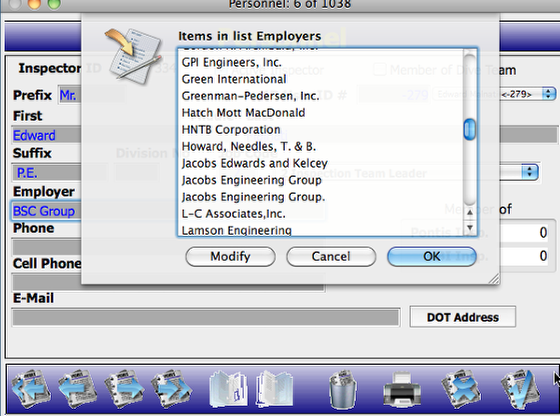 Personnel: 6 of 1038
Items in list Employers
GPI Engineers, Inc.
Green International
Greenman-Pedersen, Inc.
Hatch Mott MacDonald
HNTB Corporation
Howard, Needles, T. & B.
Jacobs Edwards and Kelcey
Jacobs Engineering Group
Jacobs Engineering Group.
L-C Associates,Inc.
Lamson Engineering
Modify
Cancel
OK
Inspector ID
Member of Dive Team
Prefix
Mr.
ID #
-279
<-279>
First
Edward
Suffix
Division
P.E.
Inspection Team Leader
Employer
BSC Group
Member of
Phone
0
Cell Phone
0
E-Mail
DOT Address